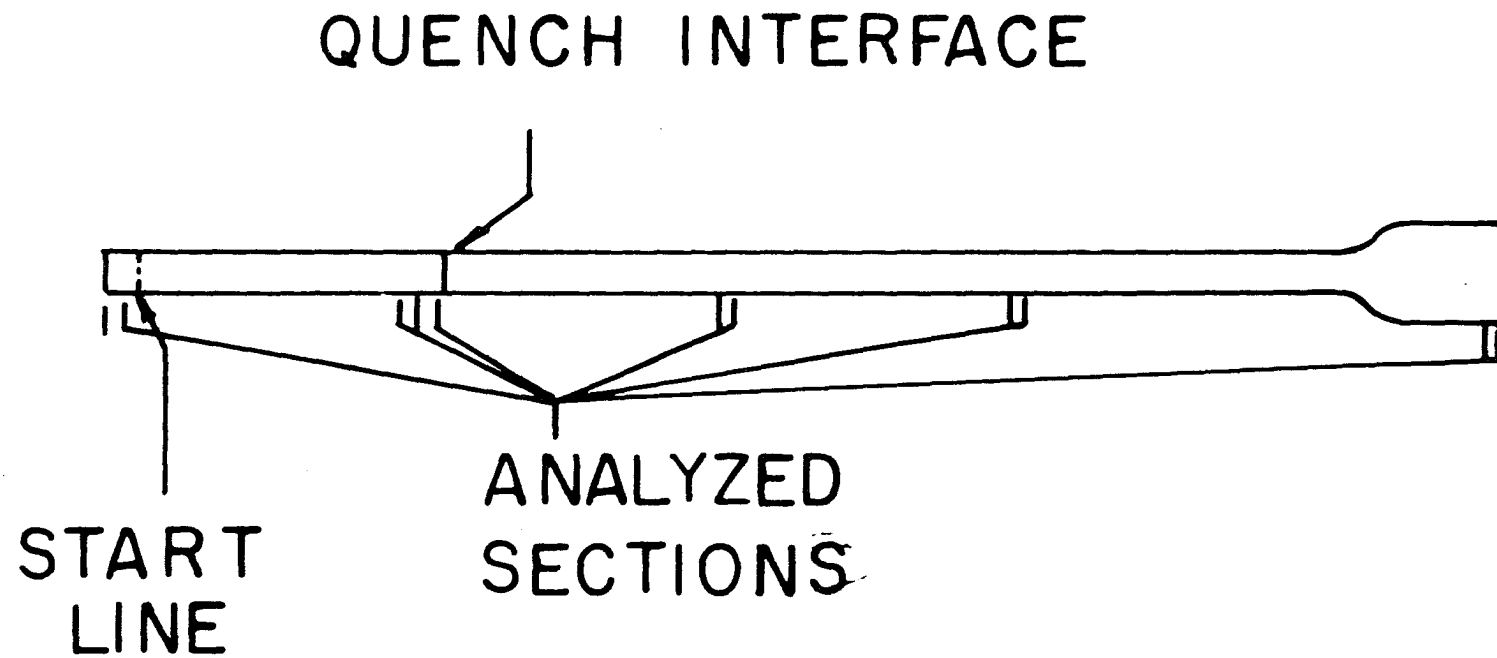 QUENCH INTERFACE
ANALYZED
SECTIONS
START
LINE